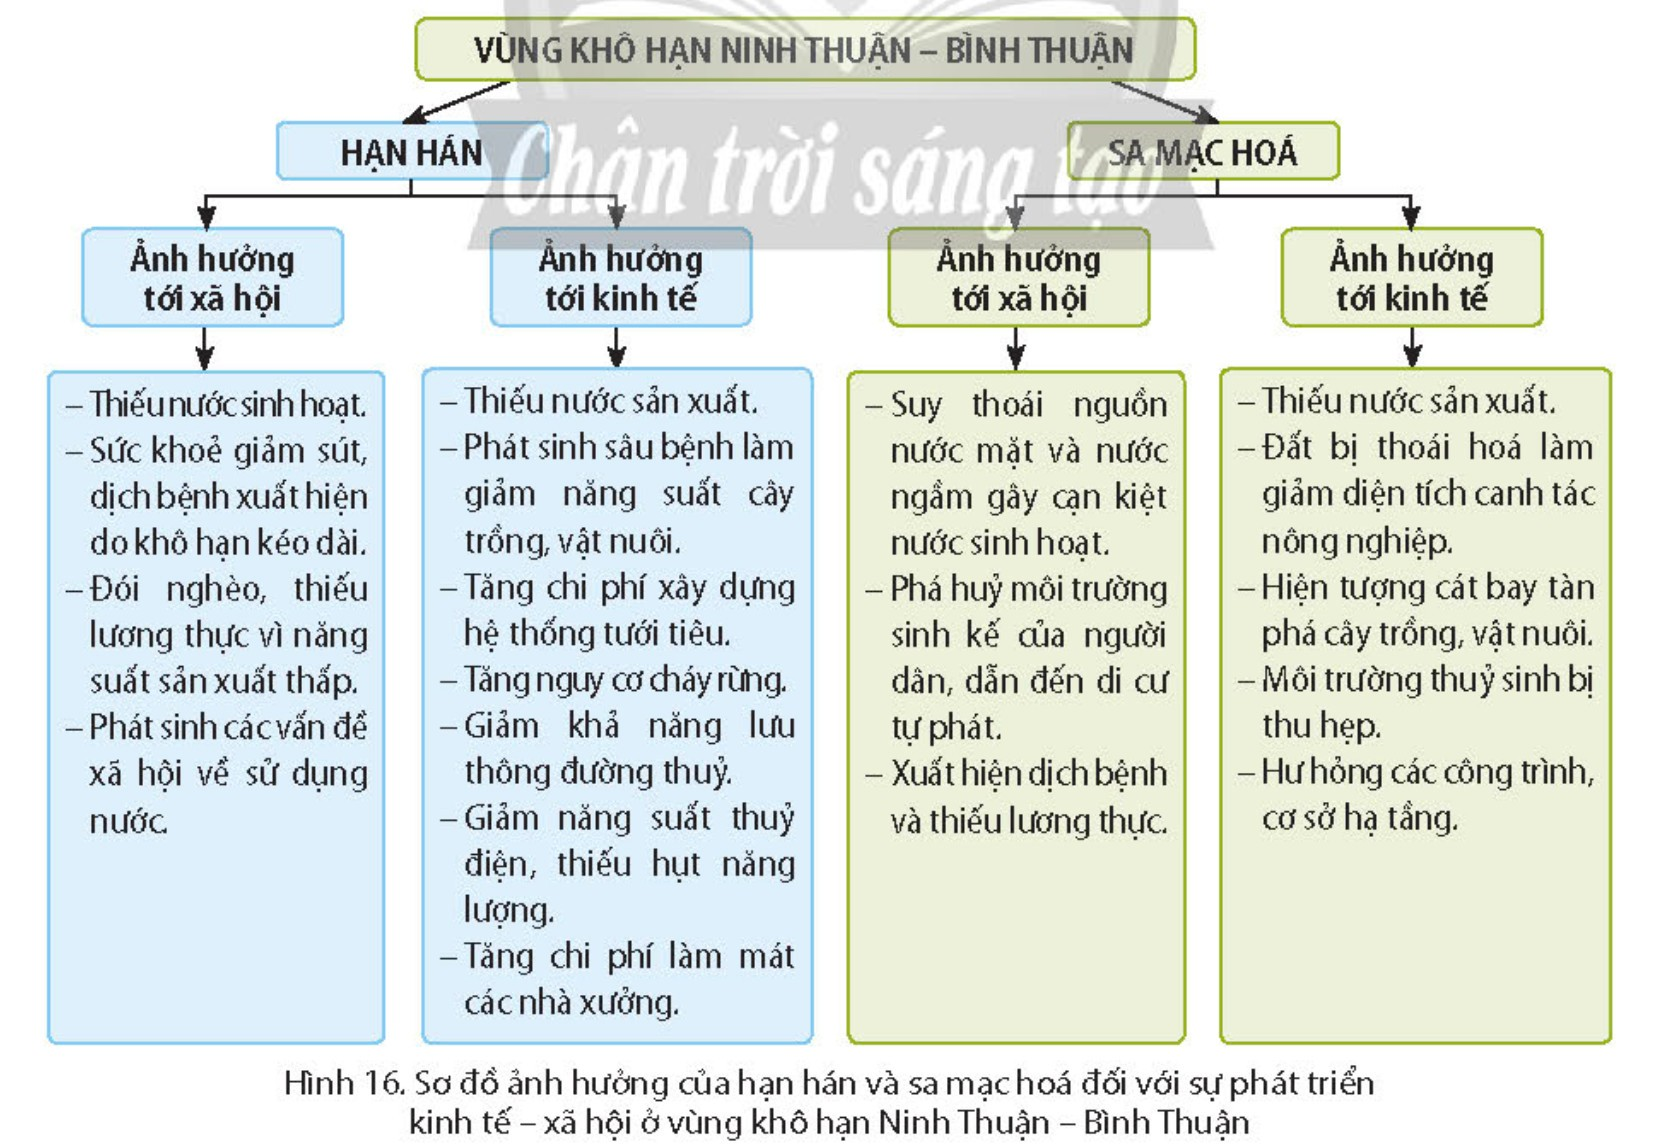 VÙNG KHÔ HẠN NINH THUẬN – BÌNH THUẬN
Chân trời sáng tạo
HẠN HÁN
SA MẠC HOÁ
Ảnh hưởng
tới xã hội
Ảnh hưởng
tới kinh tế
Ảnh hưởng
tới xã hội
Ảnh hưởng
tới kinh tế
– Thiếu nước sinh hoạt.
– Sức khoẻ giảm sút,
dịch bệnh xuất hiện
do khô hạn kéo dài.
– Đói nghèo, thiếu
lương thực vì năng
suất sản xuất thấp.
– Phát sinh các vấn đề
xã hội về sử dụng
nước.
– Thiếu nước sản xuất.
– Phát sinh sâu bệnh làm
giảm năng suất cây
trồng, vật nuôi.
– Tăng chi phí xây dựng
hệ thống tưới tiêu.
– Tăng nguy cơ cháy rừng.
– Giảm khả năng lưu
thông đường thuỷ.
– Giảm năng suất thuỷ
điện, thiếu hụt năng
lượng.
– Tăng chi phí làm mát
các nhà xưởng.
– Suy thoái nguồn
nước mặt và nước
ngầm gây cạn kiệt
nước sinh hoạt.
– Phá huỷ môi trường
sinh kế của người
dân, dẫn đến di cư
tự phát.
– Xuất hiện dịch bệnh
và thiếu lương thực.
– Thiếu nước sản xuất.
– Đất bị thoái hoá làm
giảm diện tích canh tác
nông nghiệp.
– Hiện tượng cát bay tàn
phá cây trồng, vật nuôi.
– Môi trường thuỷ sinh bị
thu hẹp.
– Hư hỏng các công trình,
cơ sở hạ tầng.
Hình 16. Sơ đồ ảnh hưởng của hạn hán và sa mạc hoá đối với sự phát triển
kinh tế – xã hội ở vùng khô hạn Ninh Thuận – Bình Thuận